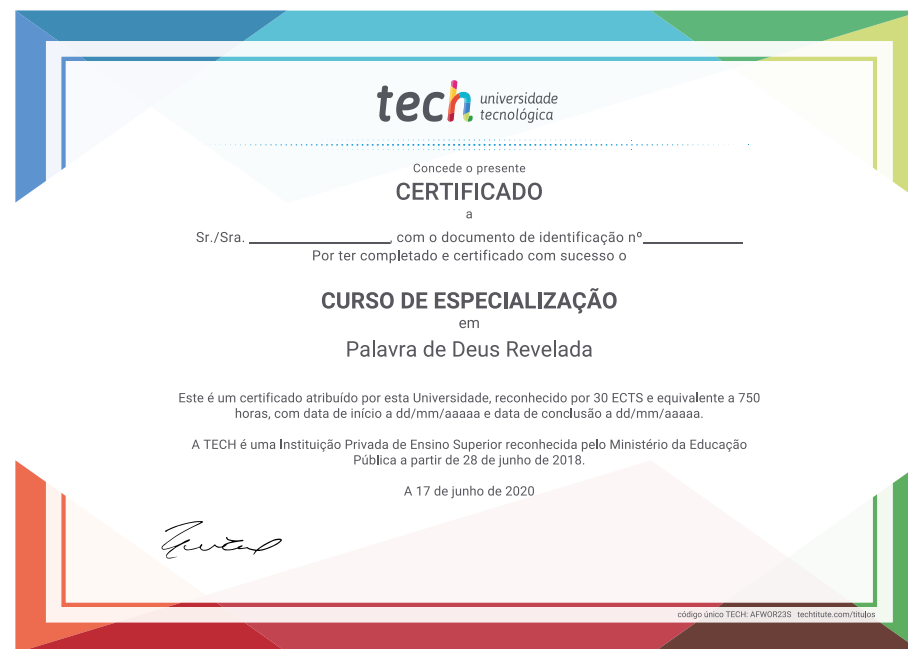 tech universidade
tecnológica
Concede o presente
CERTIFICADO
a
Sr./Sra. ____________________, com o documento de identificação nº______________
Por ter completado e certificado com sucesso o
CURSO DE ESPECIALIZAÇÃO
em
Palavra de Deus Revelada
Este é um certificado atribuído por esta Universidade, reconhecido por 30 ECTS e equivalente a 750
horas, com data de início a dd/mm/aaaaa e data de conclusão a dd/mm/aaaaa.
A TECH é uma Instituição Privada de Ensino Superior reconhecida pelo Ministério da Educação
Pública a partir de 28 de junho de 2018.
A 17 de junho de 2020
código único TECH: AFWOR23S techtitute.com/titulos